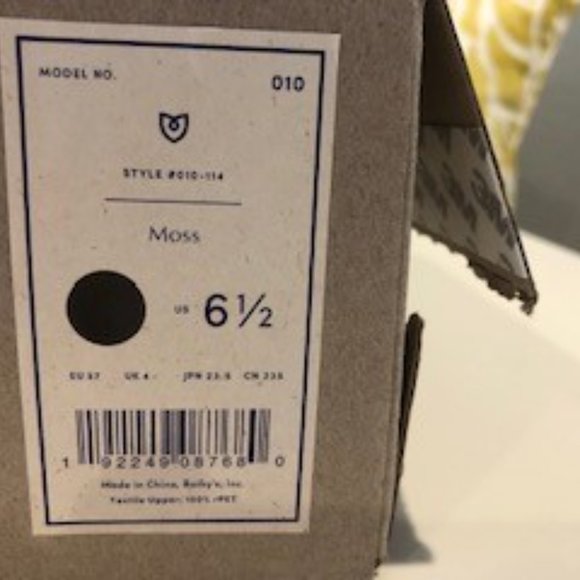 MODEL NO. 010
STYLE #010-114
Moss
US 6½
EU 37 UK 4 JPN 23.5 CN 235
1 92249 08768 0
Made in China, Rothy's, Inc.
Textile Upper: 100% rPET